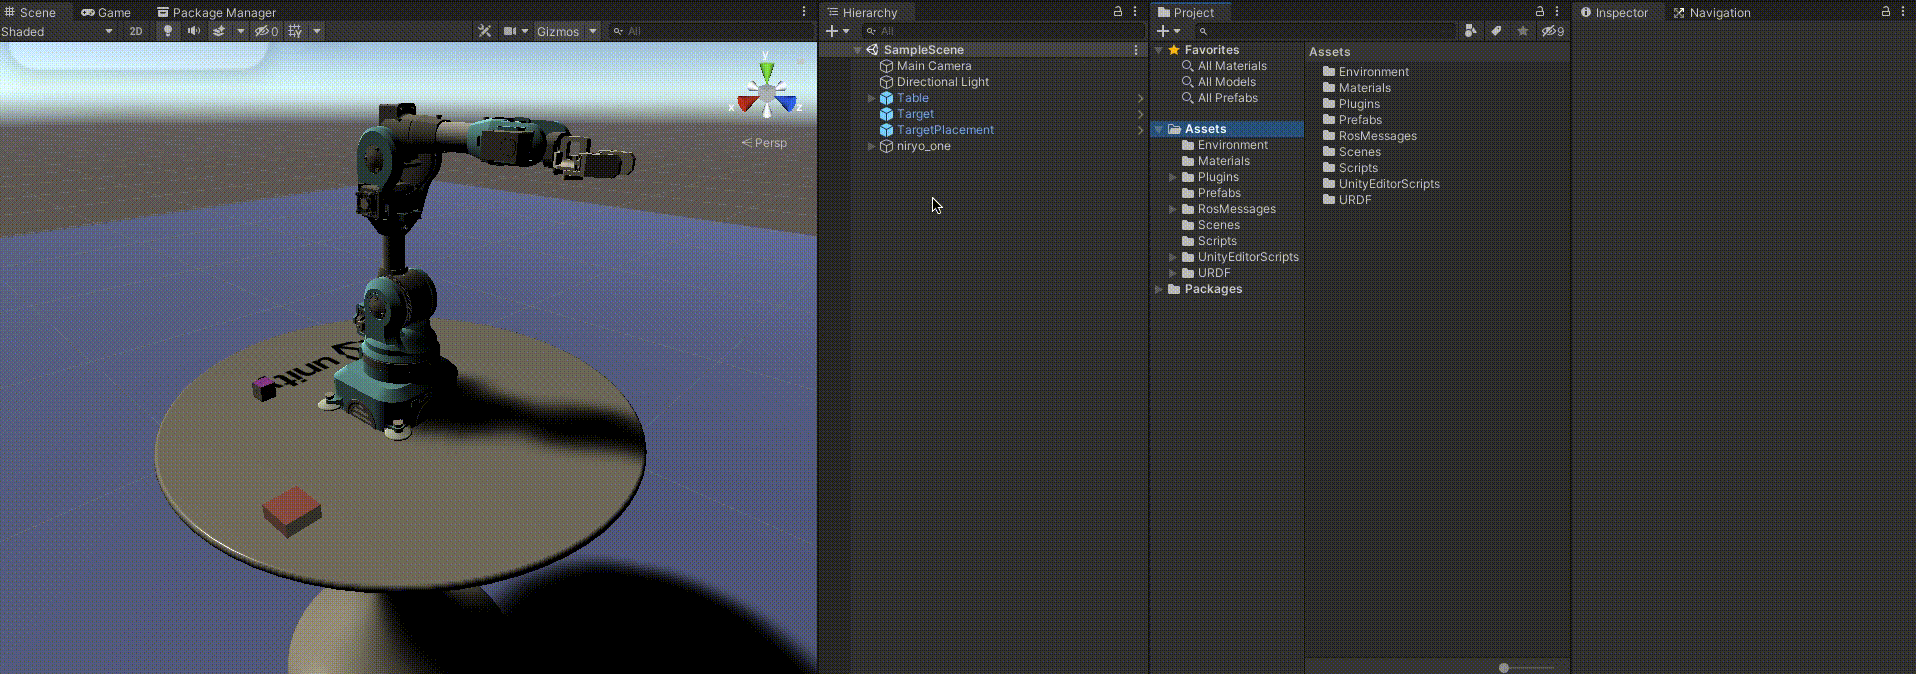 Scene Game Package Manager
Shaded 2D 0 Gizmos All
y
x z
Persp
unity
Hierarchy
All
SampleScene
Main Camera
Directional Light
Table
Target
TargetPlacement
niryo_one
Project
9
Favorites
All Materials
All Models
All Prefabs
Assets
Environment
Materials
Plugins
Prefabs
RosMessages
Scenes
Scripts
UnityEditorScripts
URDF
Packages
Assets
Environment
Materials
Plugins
Prefabs
RosMessages
Scenes
Scripts
UnityEditorScripts
URDF
Inspector Navigation